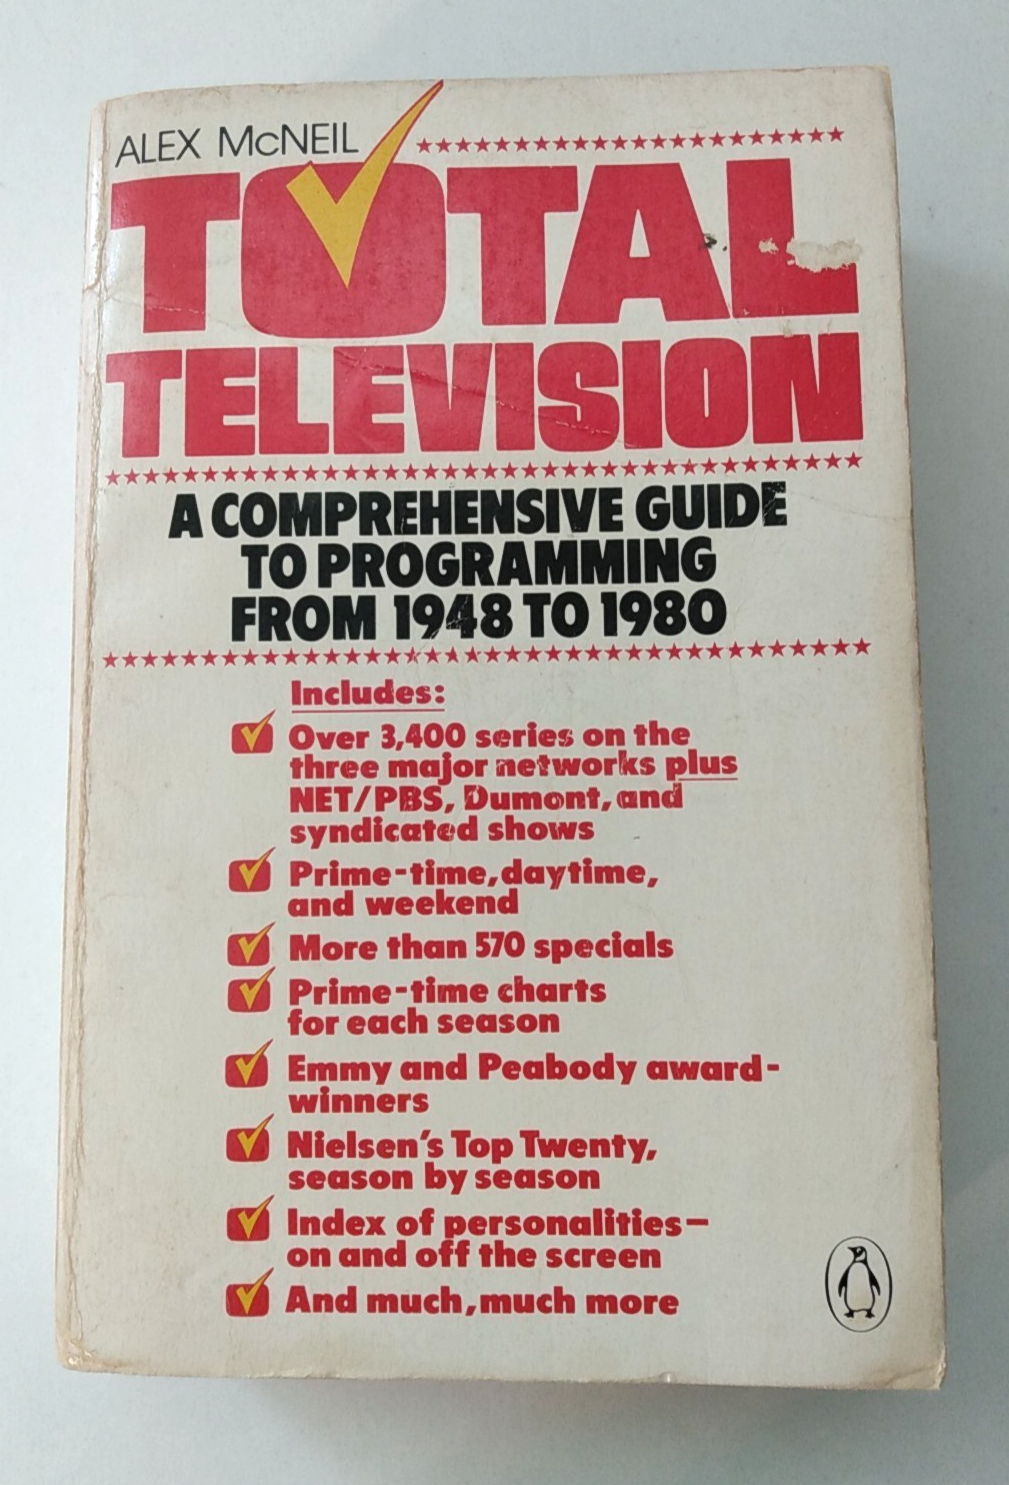 ALEX McNEIL
TOTAL
TELEVISION
A COMPREHENSIVE GUIDE
TO PROGRAMMING
FROM 1948 TO 1980
Includes:
Over 3,400 series on the
three major networks plus
NET/PBS, Dumont, and
syndicated shows
Prime-time, daytime,
and weekend
More than 570 specials
Prime-time charts
for each season
Emmy and Peabody award-
winners
Nielsen's Top Twenty,
season by season
Index of personalities—
on and off the screen
And much, much more